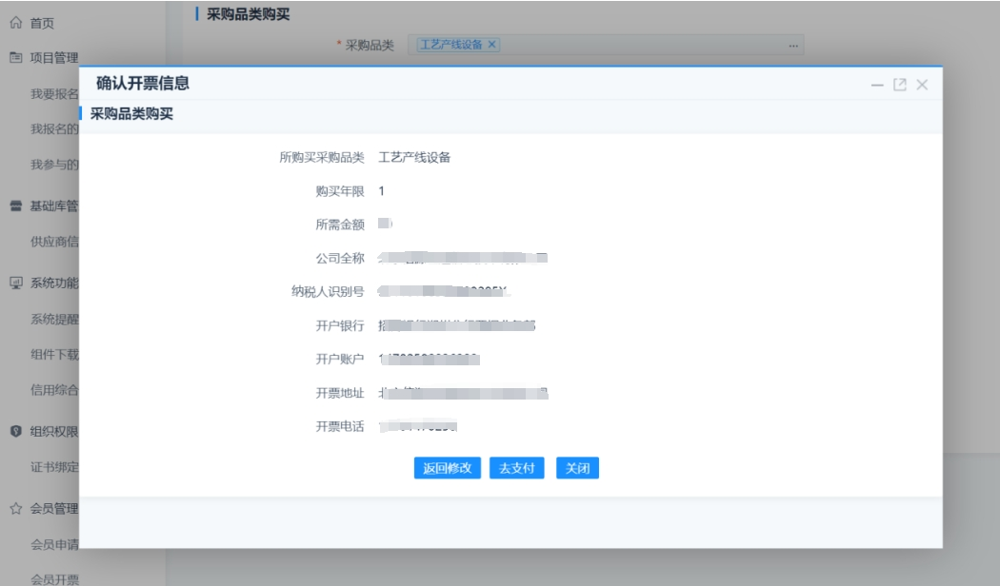 首页
项目管理
我要报名
我报名的
我参与的
基础库管
供应商信
系统功能
系统提醒
组件下载
信用综合
组织权限
证书绑定
会员管理
会员申请
会员开票
采购品类购买
* 采购品类 工艺产线设备 × ...
确认开票信息
采购品类购买
所购买采购品类 工艺产线设备
购买年限 1
所需金额
公司全称
纳税人识别号
开户银行
开户账户
开票地址
开票电话
返回修改 去支付 关闭